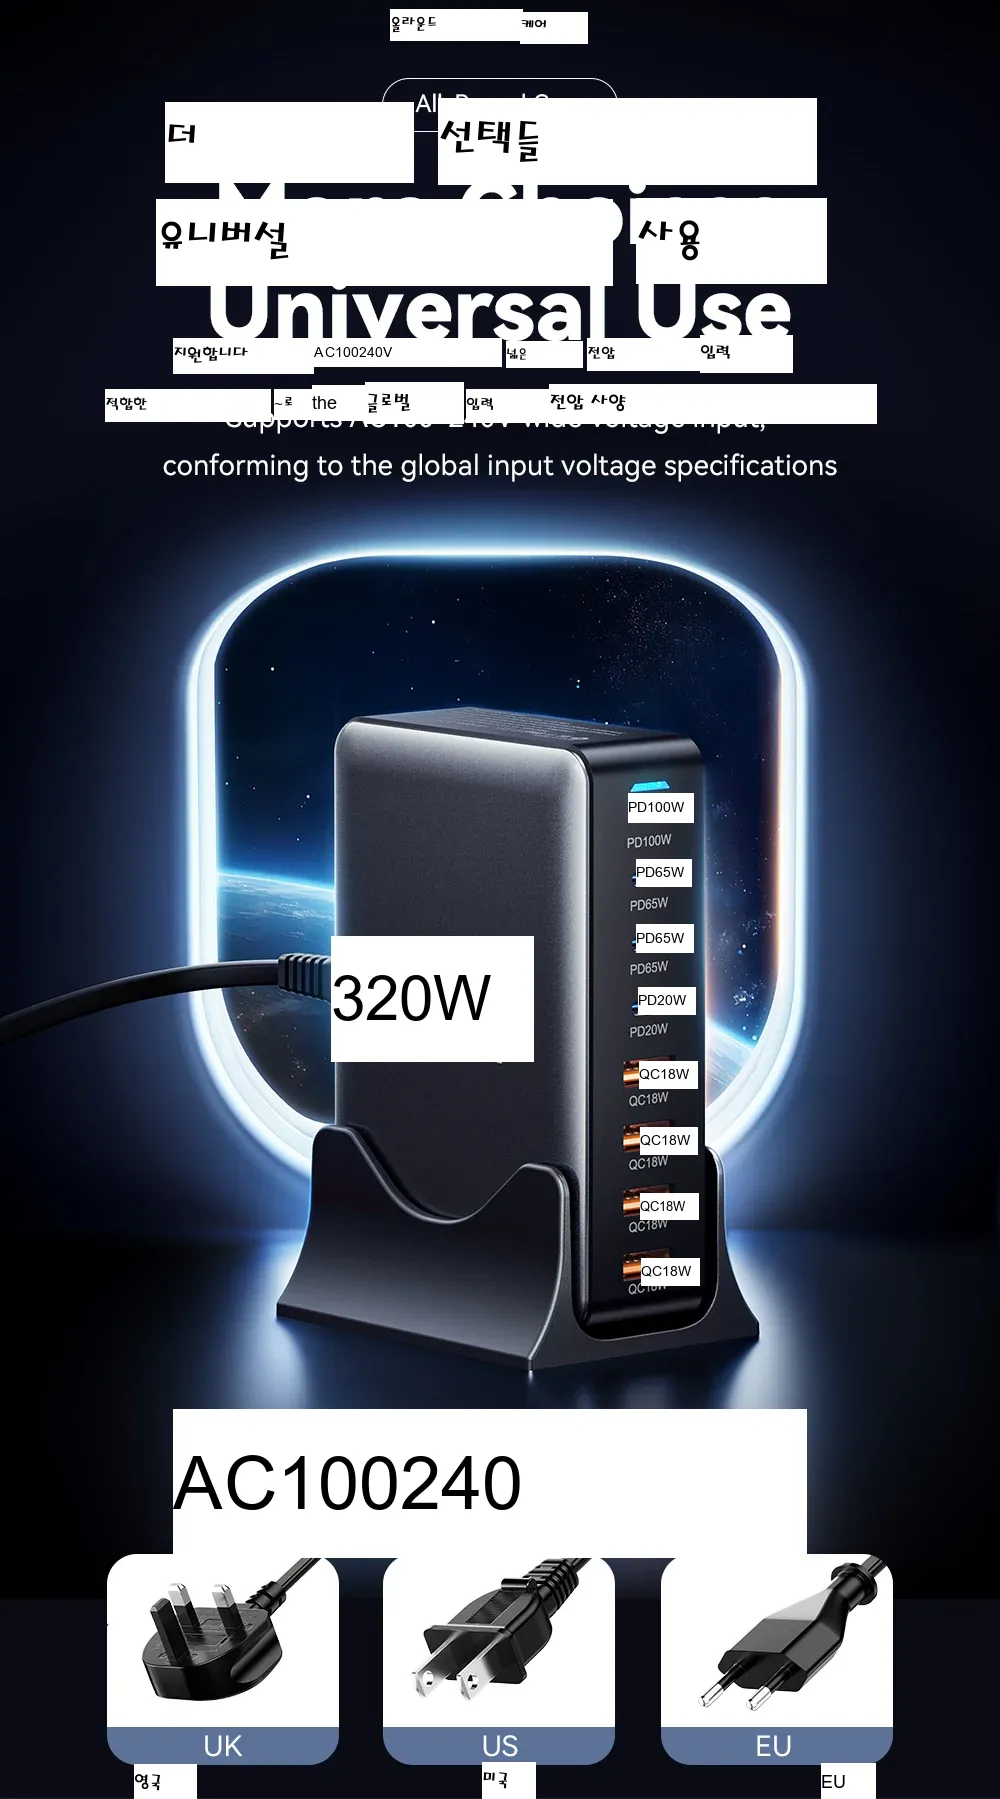 올라운드 케어
더 선택들
유니버설 사용
Universal Use
지원합니다 AC100240V 넓은 전압 입력
적합한 ~로 the 글로벌 입력 전압 사양
conforming to the global input voltage specifications
PD100W
PD100W
PD65W
PD65W
PD65W
PD65W
320W
PD20W
PD20W
QC18W
QC18W
QC18W
QC18W
QC18W
QC18W
QC18W
QC18W
AC100240
UK US EU
영국 미국 EU